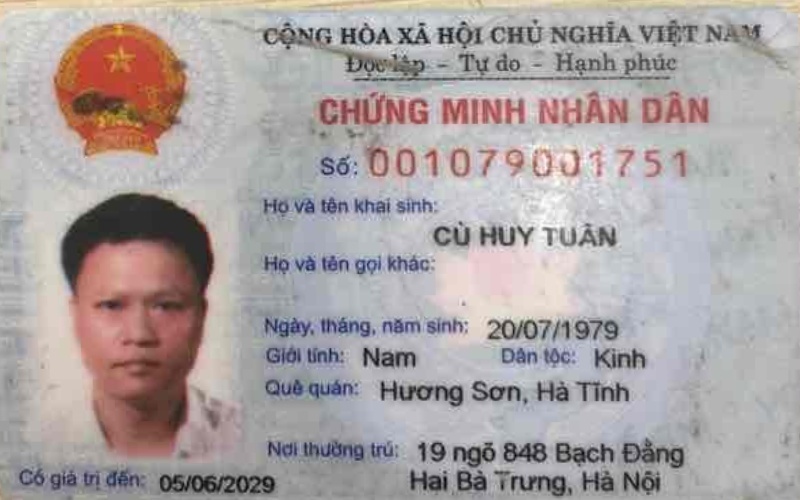 CỘNG HÒA XÃ HỘI CHỦ NGHĨA VIỆT NAM
Độc lập - Tự do - Hạnh phúc
CHỨNG MINH NHÂN DÂN
Số: 001079001751
Họ và tên khai sinh:
CÙ HUY TUẤN
Họ và tên gọi khác:
Ngày, tháng, năm sinh: 20/07/1979
Giới tính: Nam Dân tộc: Kinh
Quê quán: Hương Sơn, Hà Tĩnh
Nơi thường trú: 19 ngõ 848 Bạch Đằng
Có giá trị đến: 05/06/2029 Hai Bà Trưng, Hà Nội